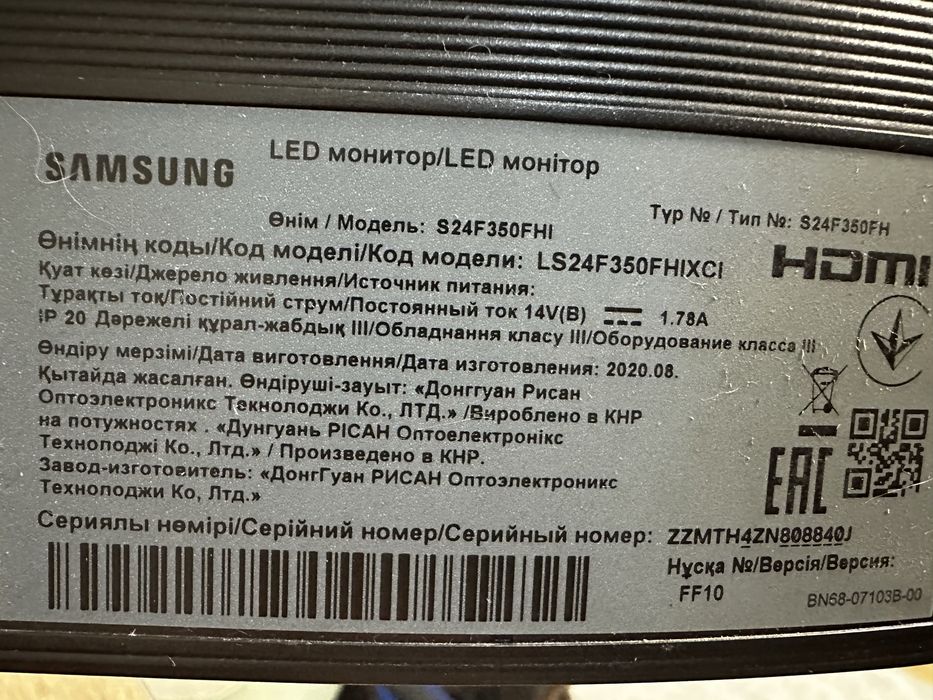 SAMSUNG
LED монитор/LED монітор
Өнім / Модель: S24F350FHI
Түр № / Тип №: S24F350FH
Өнімнің коды/Код моделі/Код модели: LS24F350FHIXCI
HDMI
Қуат көзі/Джерело живлення/Источник питания:
Тұрақты ток/Постійний струм/Постоянный ток 14V(B) 1.78A
IP 20 Дәрежелі құрал-жабдық III/Обладнання класу III/Оборудование класса III
Өндіру мерзімі/Дата виготовлення/Дата изготовления: 2020.08.
Қытайда жасалған. Өндіруші-зауыт: «Донггуан Рисан
Оптоэлектроникс Текнолоджи Ко., ЛТД.» /Вироблено в КНР
на потужностях . «Дунгуань РІСАН Оптоелектронікс
Технолоджі Ко., Лтд.» / Произведено в КНР.
Завод-изготовитель: «ДонгГуан РИСАН Оптоэлектроникс
Технолоджи Ко, Лтд.»
EAC
Сериялы нөмірі/Серійний номер/Серийный номер: ZZMTH4ZN808840J
Нұсқа №/Версія/Версия:
FF10
BN68-07103B-00